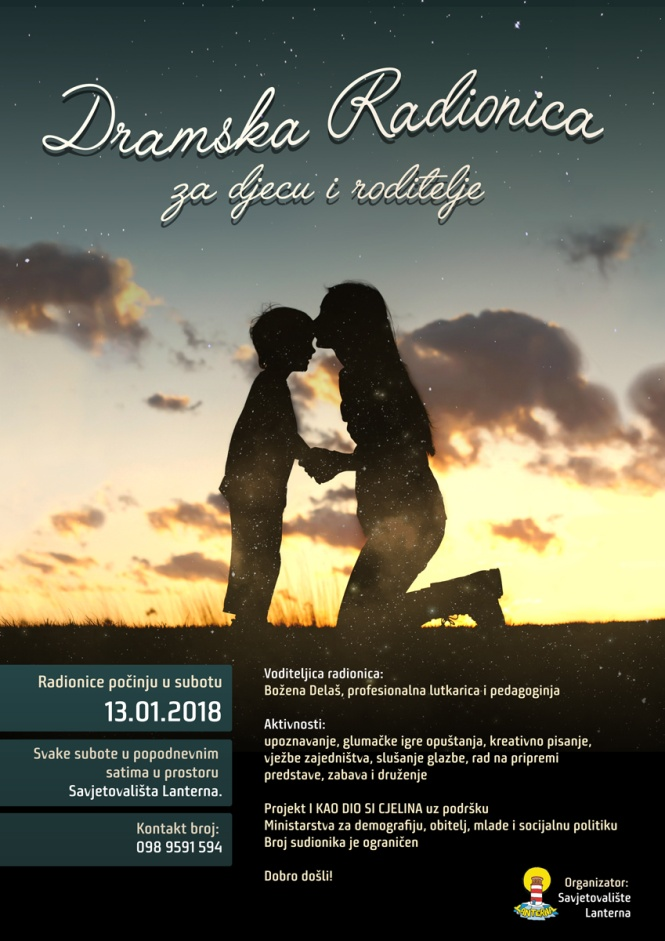 Dramska Radionica
za djecu i roditelje
Radionice počinju u subotu
13.01.2018
Svake subote u popodnevnim
satima u prostoru
Savjetovališta Lanterna.
Kontakt broj:
098 9591 594
Voditeljica radionica:
Božena Delaš, profesionalna lutkarica i pedagoginja
Aktivnosti:
upoznavanje, glumačke igre opuštanja, kreativno pisanje,
vježbe zajedništva, slušanje glazbe, rad na pripremi
predstave, zabava i druženje
Projekt I KAO DIO SI CJELINA uz podršku
Ministarstva za demografiju, obitelj, mlade i socijalnu politiku
Broj sudionika je ograničen
Dobro došli!
LANTERNA
Organizator:
Savjetovalište
Lanterna